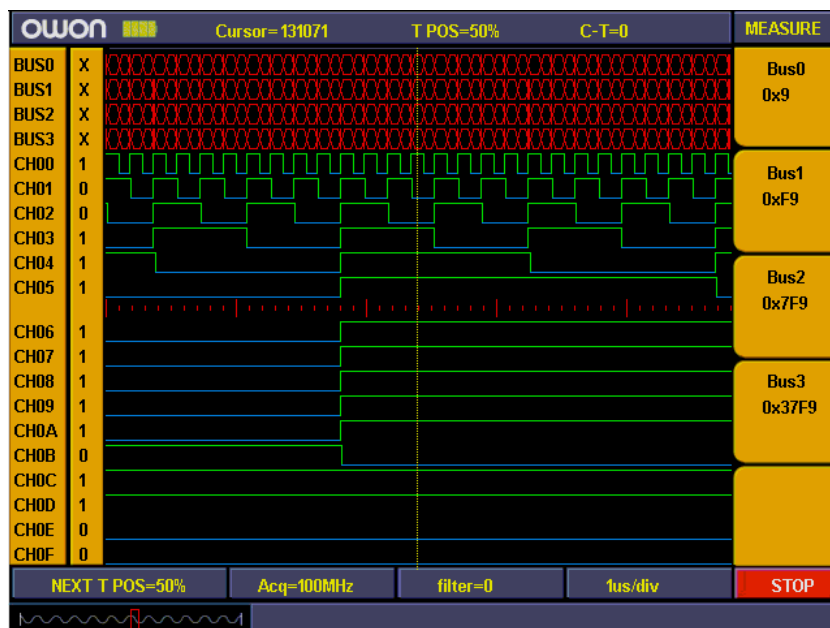 owon Cursor=131071 T POS=50% C-T=0 MEASURE
BUS0 X
BUS1 X
BUS2 X
BUS3 X
CH00 1
CH01 0
CH02 0
CH03 1
CH04 1
CH05 1
CH06 1
CH07 1
CH08 1
CH09 1
CH0A 1
CH0B 0
CH0C 1
CH0D 1
CH0E 0
CH0F 0
Bus0
0x9
Bus1
0xF9
Bus2
0x7F9
Bus3
0x37F9
NEXT T POS=50% Acq=100MHz filter=0 1us/div STOP